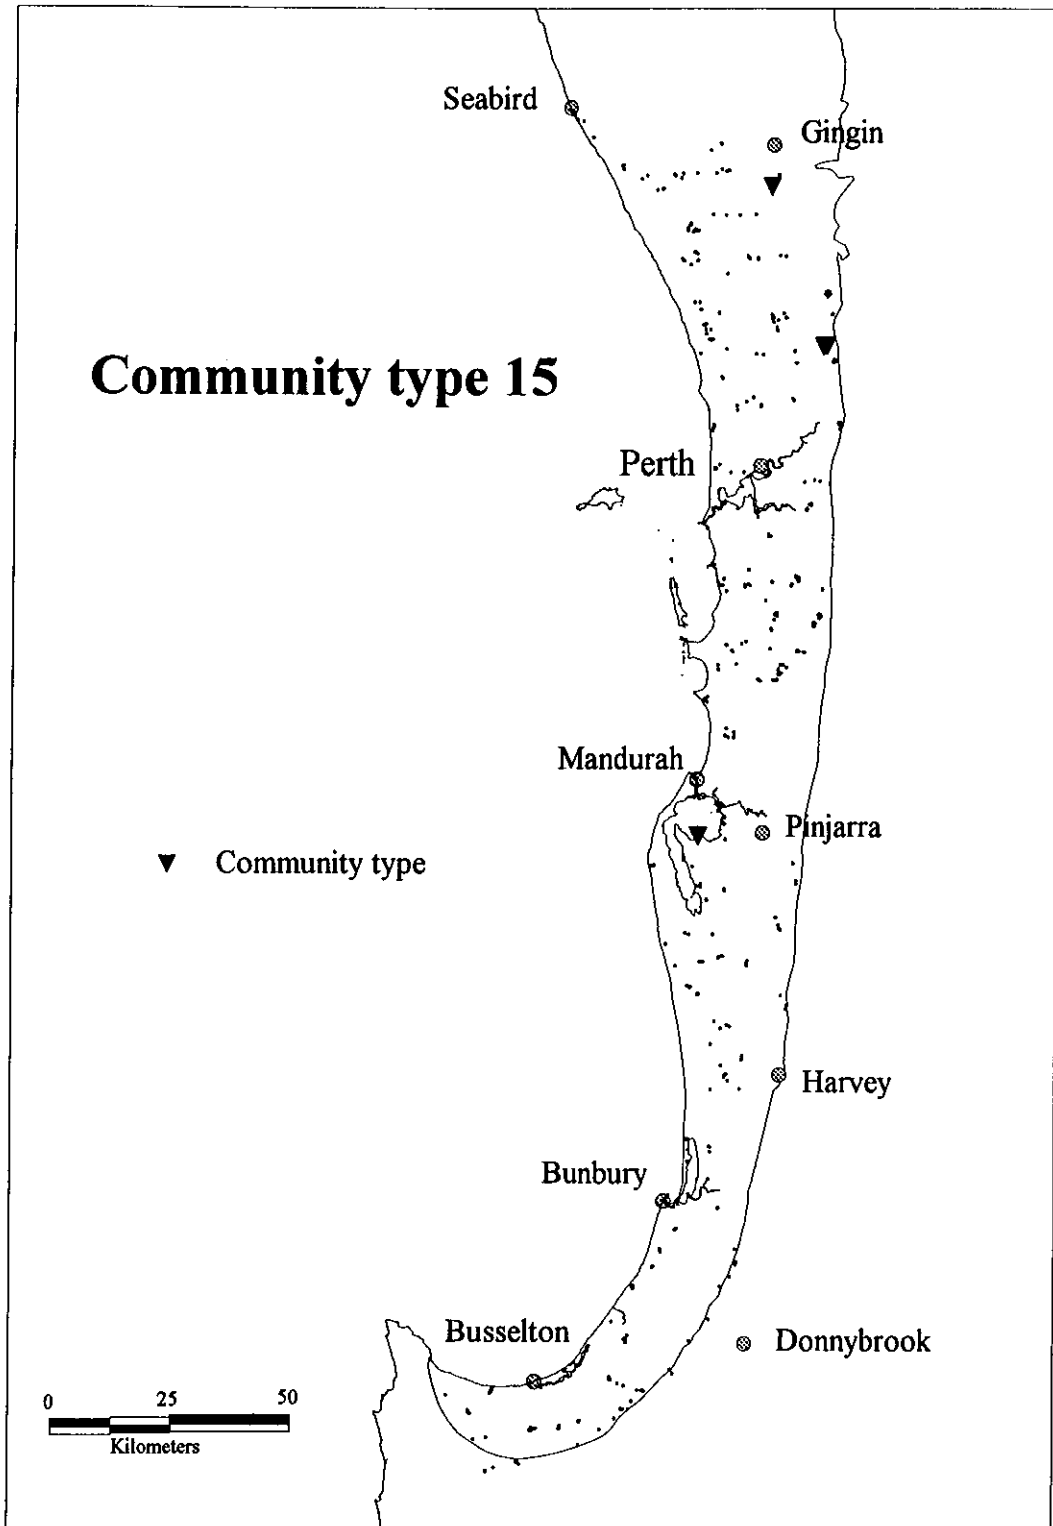 Seabird
Gingin
Community type 15
Perth
Mandurah
Pinjarra
Community type
Harvey
Bunbury
Busselton
Donnybrook
0 25 50
Kilometers